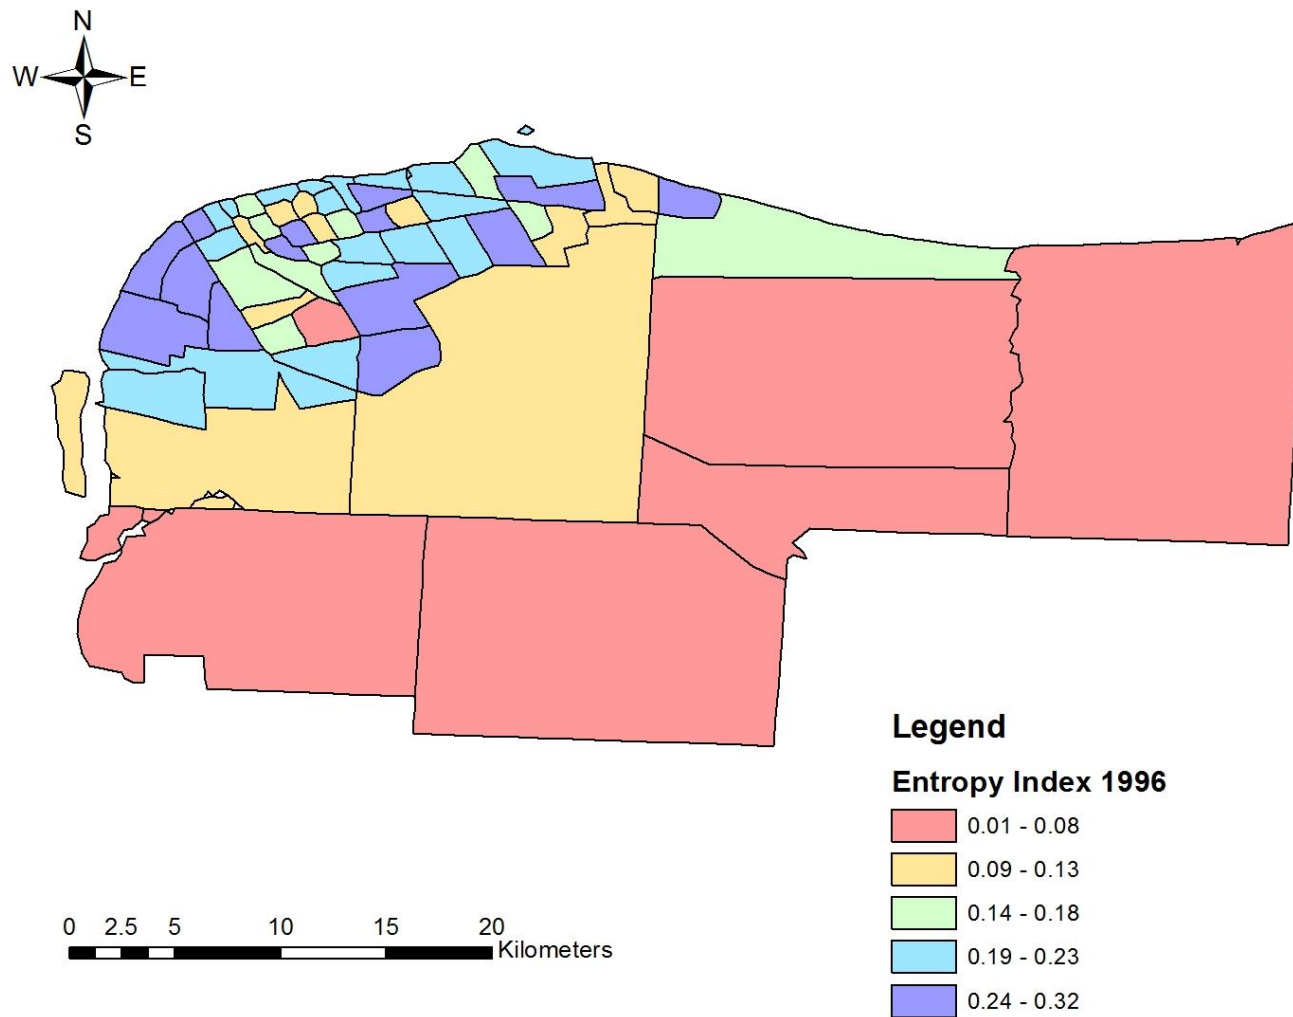 N
W E
S
Legend
Entropy Index 1996
0.01 - 0.08
0.09 - 0.13
0.14 - 0.18
0.19 - 0.23
0.24 - 0.32
0 2.5 5 10 15 20
Kilometers